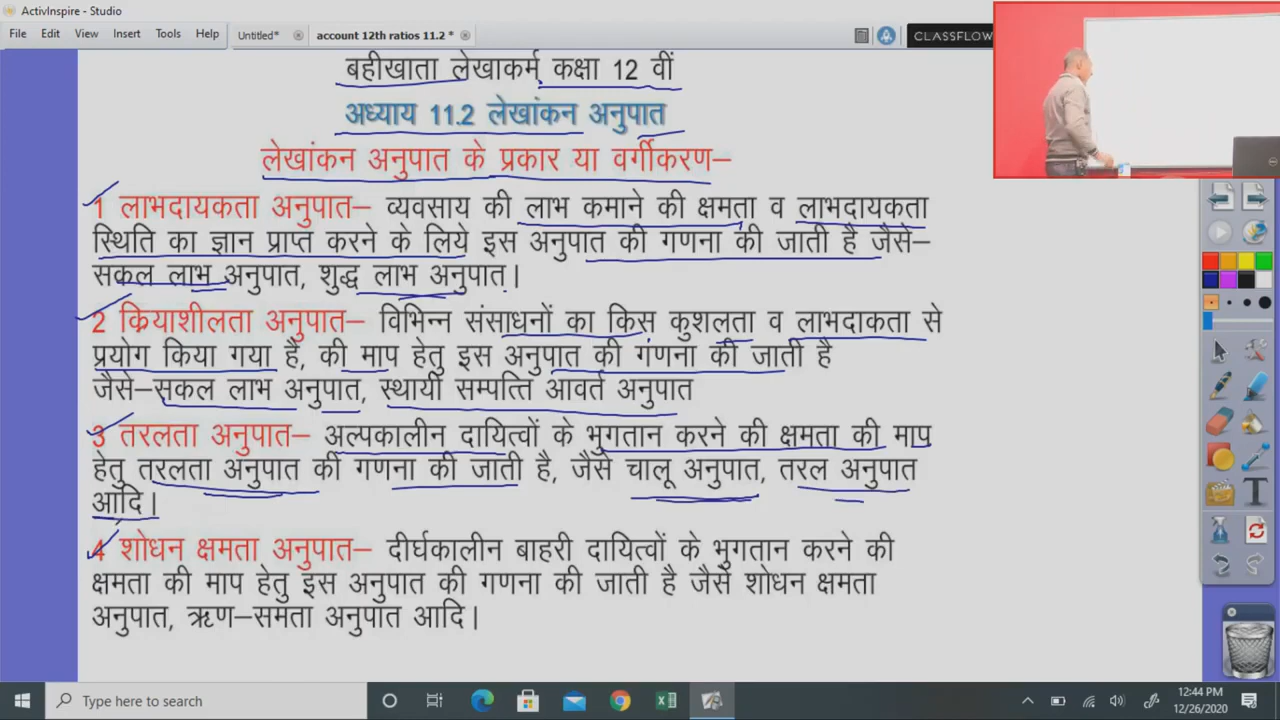 ActivInspire - Studio
File Edit View Insert Tools Help Untitled* account 12th ratios 11.2 * CLASSFLOW
बहीखाता लेखाकर्म कक्षा 12 वीं
अध्याय 11.2 लेखांकन अनुपात
लेखांकन अनुपात के प्रकार या वर्गीकरण–
1 लाभदायकता अनुपात– व्यवसाय की लाभ कमाने की क्षमता व लाभदायकता
स्थिति का ज्ञान प्राप्त करने के लिये इस अनुपात की गणना की जाती है जैसे–
सकल लाभ अनुपात, शुद्ध लाभ अनुपात।
2 क्रियाशीलता अनुपात– विभिन्न संसाधनों का किस कुशलता व लाभदाकता से
प्रयोग किया गया है, की माप हेतु इस अनुपात की गणना की जाती है
जैसे–सकल लाभ अनुपात, स्थायी सम्पत्ति आवर्त अनुपात
3 तरलता अनुपात– अल्पकालीन दायित्वों के भुगतान करने की क्षमता की माप
हेतु तरलता अनुपात की गणना की जाती है, जैसे चालू अनुपात, तरल अनुपात
आदि।
4 शोधन क्षमता अनुपात– दीर्घकालीन बाहरी दायित्वों के भुगतान करने की
क्षमता की माप हेतु इस अनुपात की गणना की जाती है जैसे शोधन क्षमता
अनुपात, ऋण–समता अनुपात आदि।
Type here to search
12:44 PM
12/26/2020